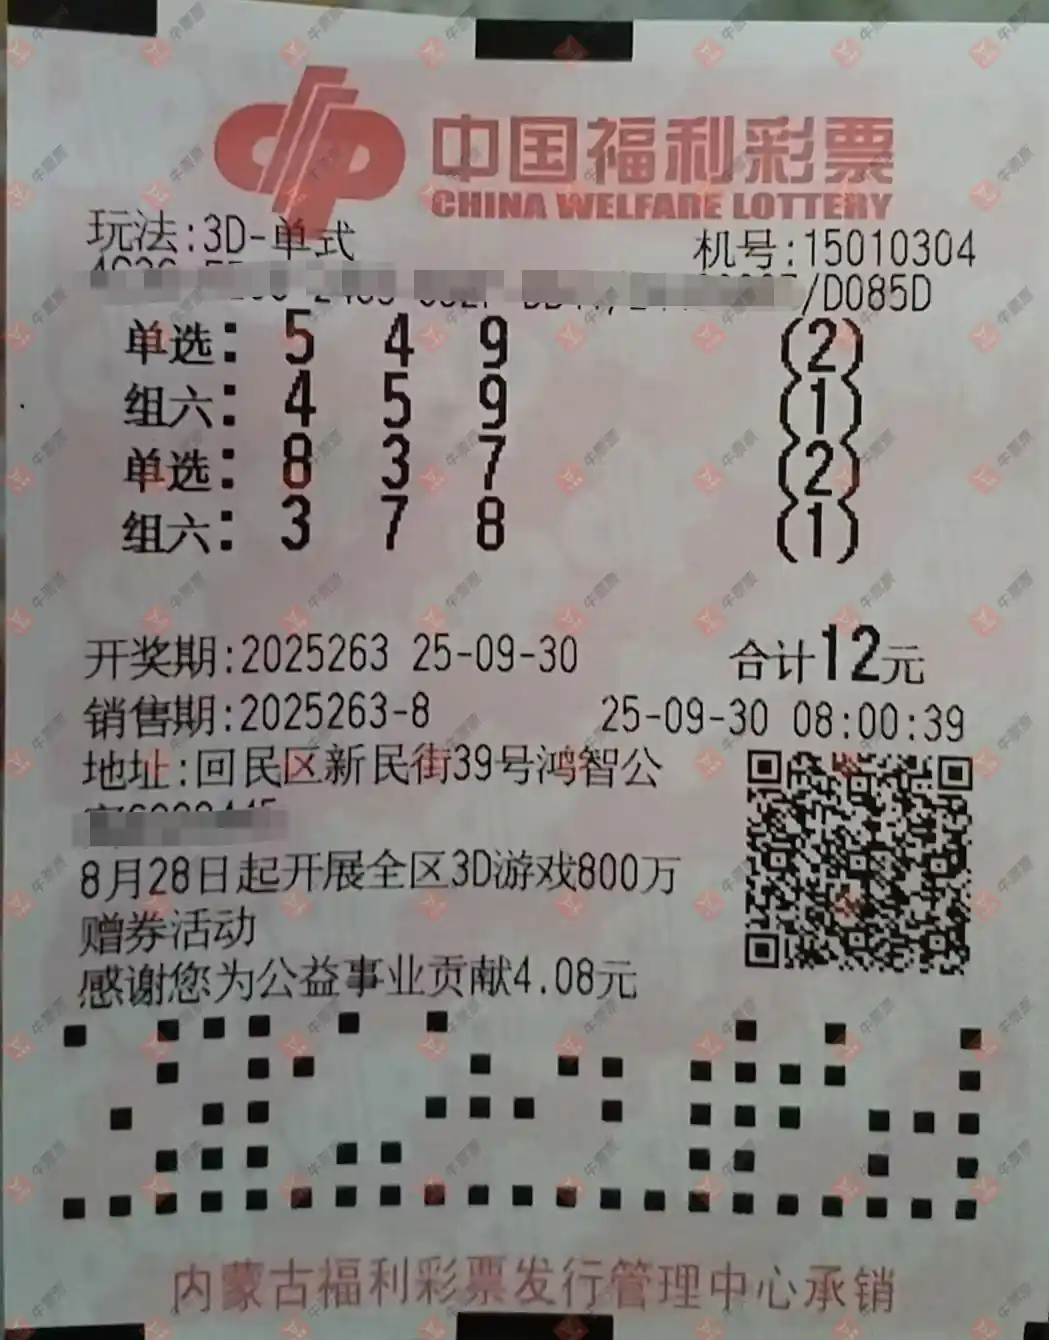 中国福利彩票
CHINA WELFARE LOTTERY
玩法:3D-单式
机号:15010304
/D085D
单选: 5 4 9 (2)
组六: 4 5 9 (1)
单选: 8 3 7 (2)
组六: 3 7 8 (1)
开奖期:2025263 25-09-30 合计12元
销售期:2025263-8 25-09-30 08:00:39
地址:回民区新民街39号鸿智公
8月28日起开展全区3D游戏800万
赠券活动
感谢您为公益事业贡献4.08元
内蒙古福利彩票发行管理中心承销